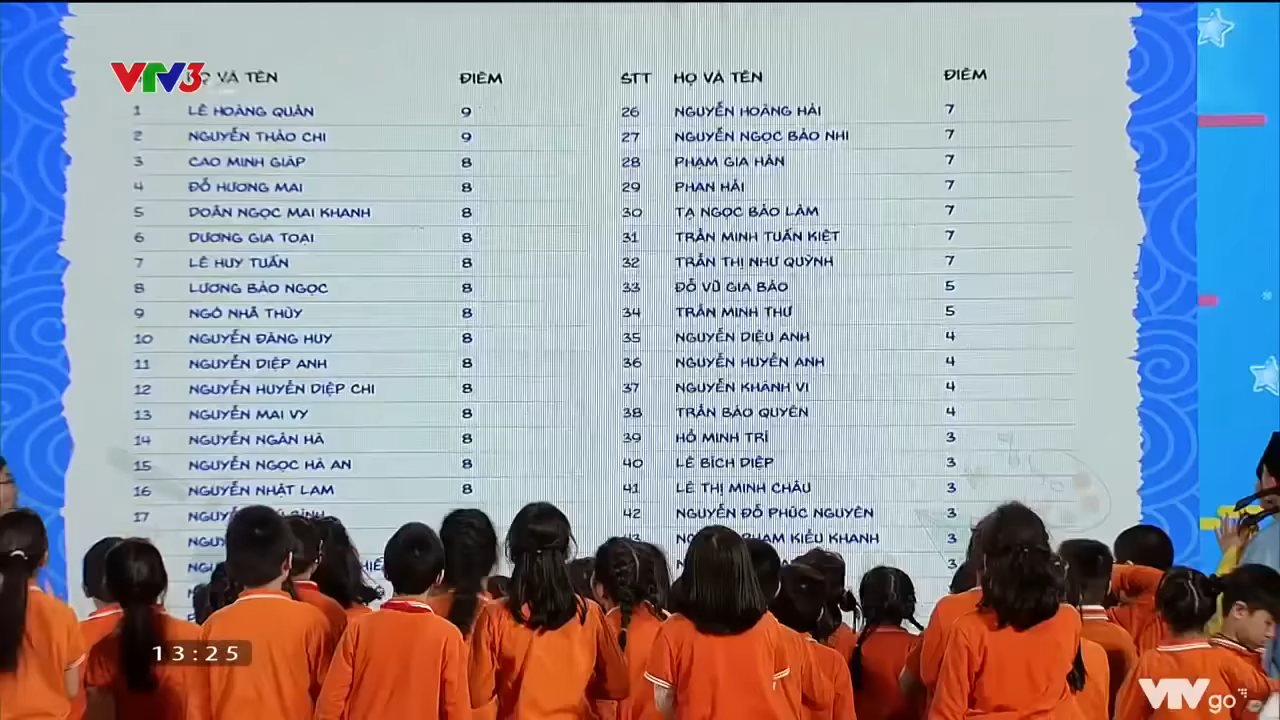 VTV3
HỌ VÀ TÊN ĐIỂM
1 LÊ HOÀNG QUÂN 9
2 NGUYỄN THẢO CHI 9
3 CAO MINH GIÁP 8
4 ĐỖ HƯƠNG MAI 8
5 DOÃN NGỌC MAI KHANH 8
6 DƯƠNG GIA TOẠI 8
7 LÊ HUY TUẤN 8
8 LƯƠNG BẢO NGỌC 8
9 NGÔ NHÃ THÙY 8
10 NGUYỄN ĐĂNG HUY 8
11 NGUYỄN DIỆP ANH 8
12 NGUYỄN HUYỀN DIỆP CHI 8
13 NGUYỄN MAI VY 8
14 NGUYỄN NGÂN HÀ 8
15 NGUYỄN NGỌC HÀ AN 8
16 NGUYỄN NHẬT LAM 8
17
STT HỌ VÀ TÊN ĐIỂM
26 NGUYỄN HOÀNG HẢI 7
27 NGUYỄN NGỌC BẢO NHI 7
28 PHẠM GIA HÂN 7
29 PHAN HẢI 7
30 TẠ NGỌC BẢO LÂM 7
31 TRẦN MINH TUẤN KIỆT 7
32 TRẦN THỊ NHƯ QUỲNH 7
33 ĐỖ VŨ GIA BẢO 5
34 TRẦN MINH THƯ 5
35 NGUYỄN DIỆU ANH 4
36 NGUYỄN HUYỀN ANH 4
37 NGUYỄN KHÁNH VI 4
38 TRẦN BẢO QUYÊN 4
39 HỒ MINH TRÍ 3
40 LÊ BÍCH DIỆP 3
41 LÊ THỊ MINH CHÂU 3
42 NGUYỄN ĐỖ PHÚC NGUYÊN 3
KIỀU KHANH 3
3
13:25
VTVgo